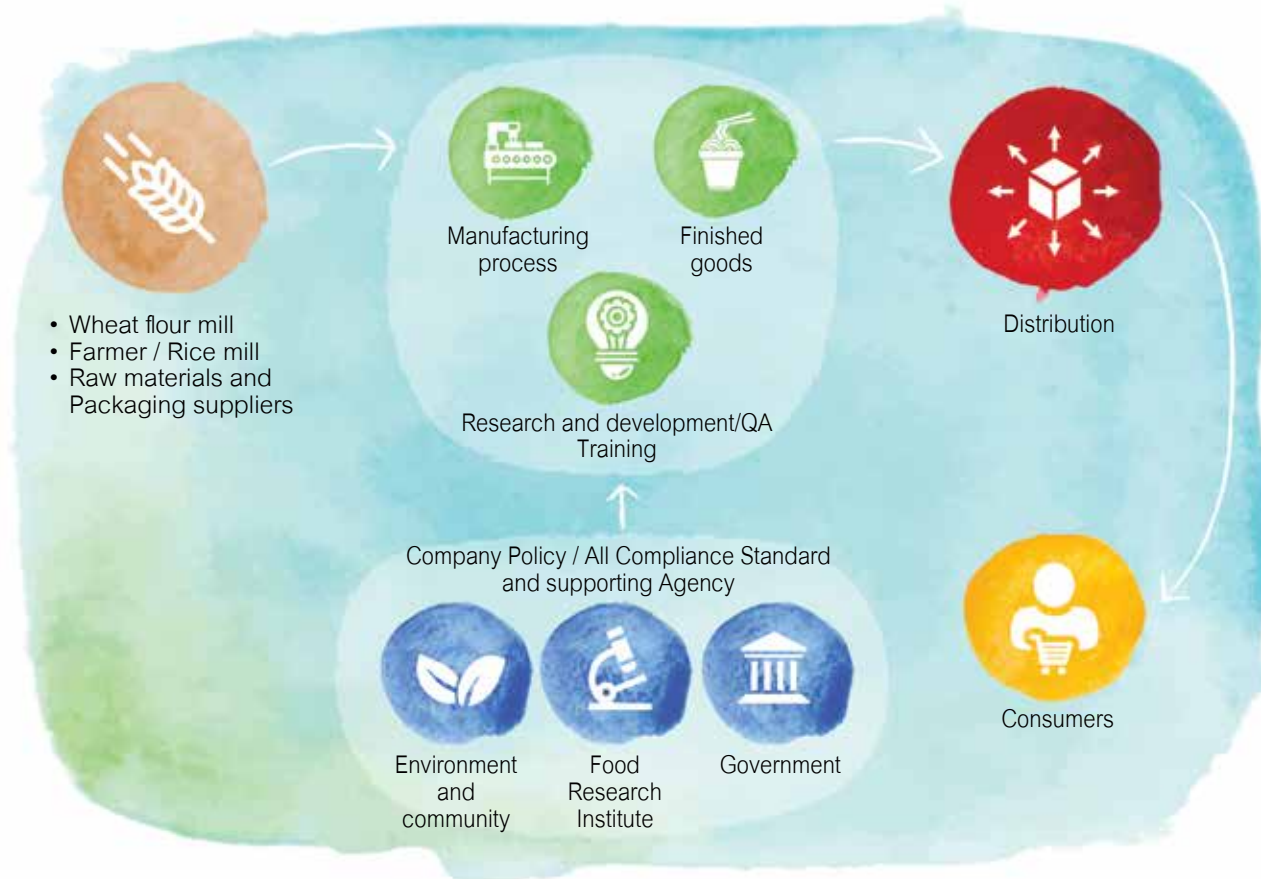 Manufacturing
process
Finished
goods
• Wheat flour mill
• Farmer / Rice mill
• Raw materials and
Packaging suppliers
Distribution
Research and development/QA
Training
Company Policy / All Compliance Standard
and supporting Agency
Environment
and
community
Food
Research
Institute
Government
Consumers